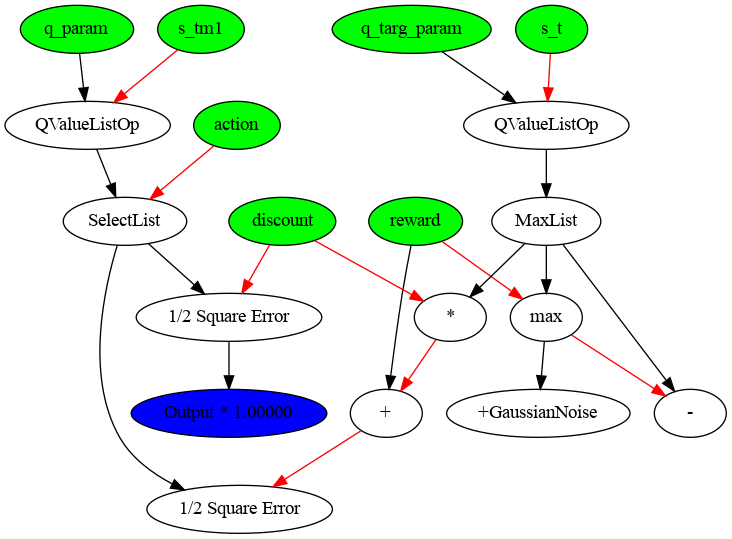 q_param
s_tm1
q_targ_param
s_t
QValueListOp
action
QValueListOp
SelectList
discount
reward
MaxList
1/2 Square Error
*
max
Output * 1.00000
+
+GaussianNoise
-
1/2 Square Error